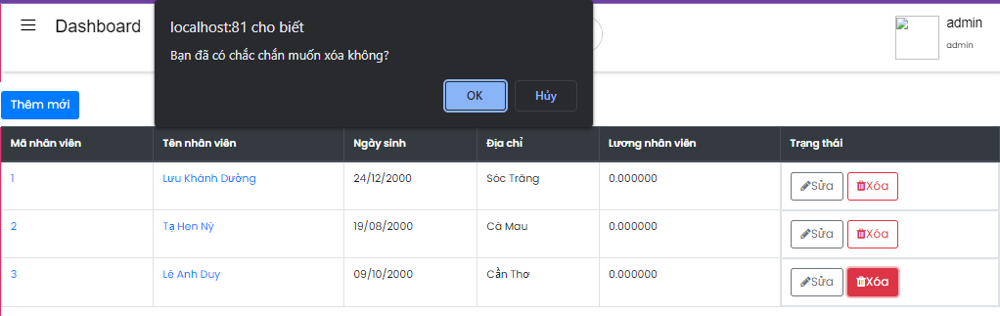 Dashboard
localhost:81 cho biết
Bạn đã có chắc chắn muốn xóa không?
OK Hủy
admin
admin
Thêm mới
Mã nhân viên Tên nhân viên Ngày sinh Địa chỉ Lương nhân viên Trạng thái
1 Lưu Khánh Dường 24/12/2000 Sóc Trăng 0.000000 Sửa Xóa
2 Tạ Hen Ný 19/08/2000 Cà Mau 0.000000 Sửa Xóa
3 Lê Anh Duy 09/10/2000 Cần Thơ 0.000000 Sửa Xóa